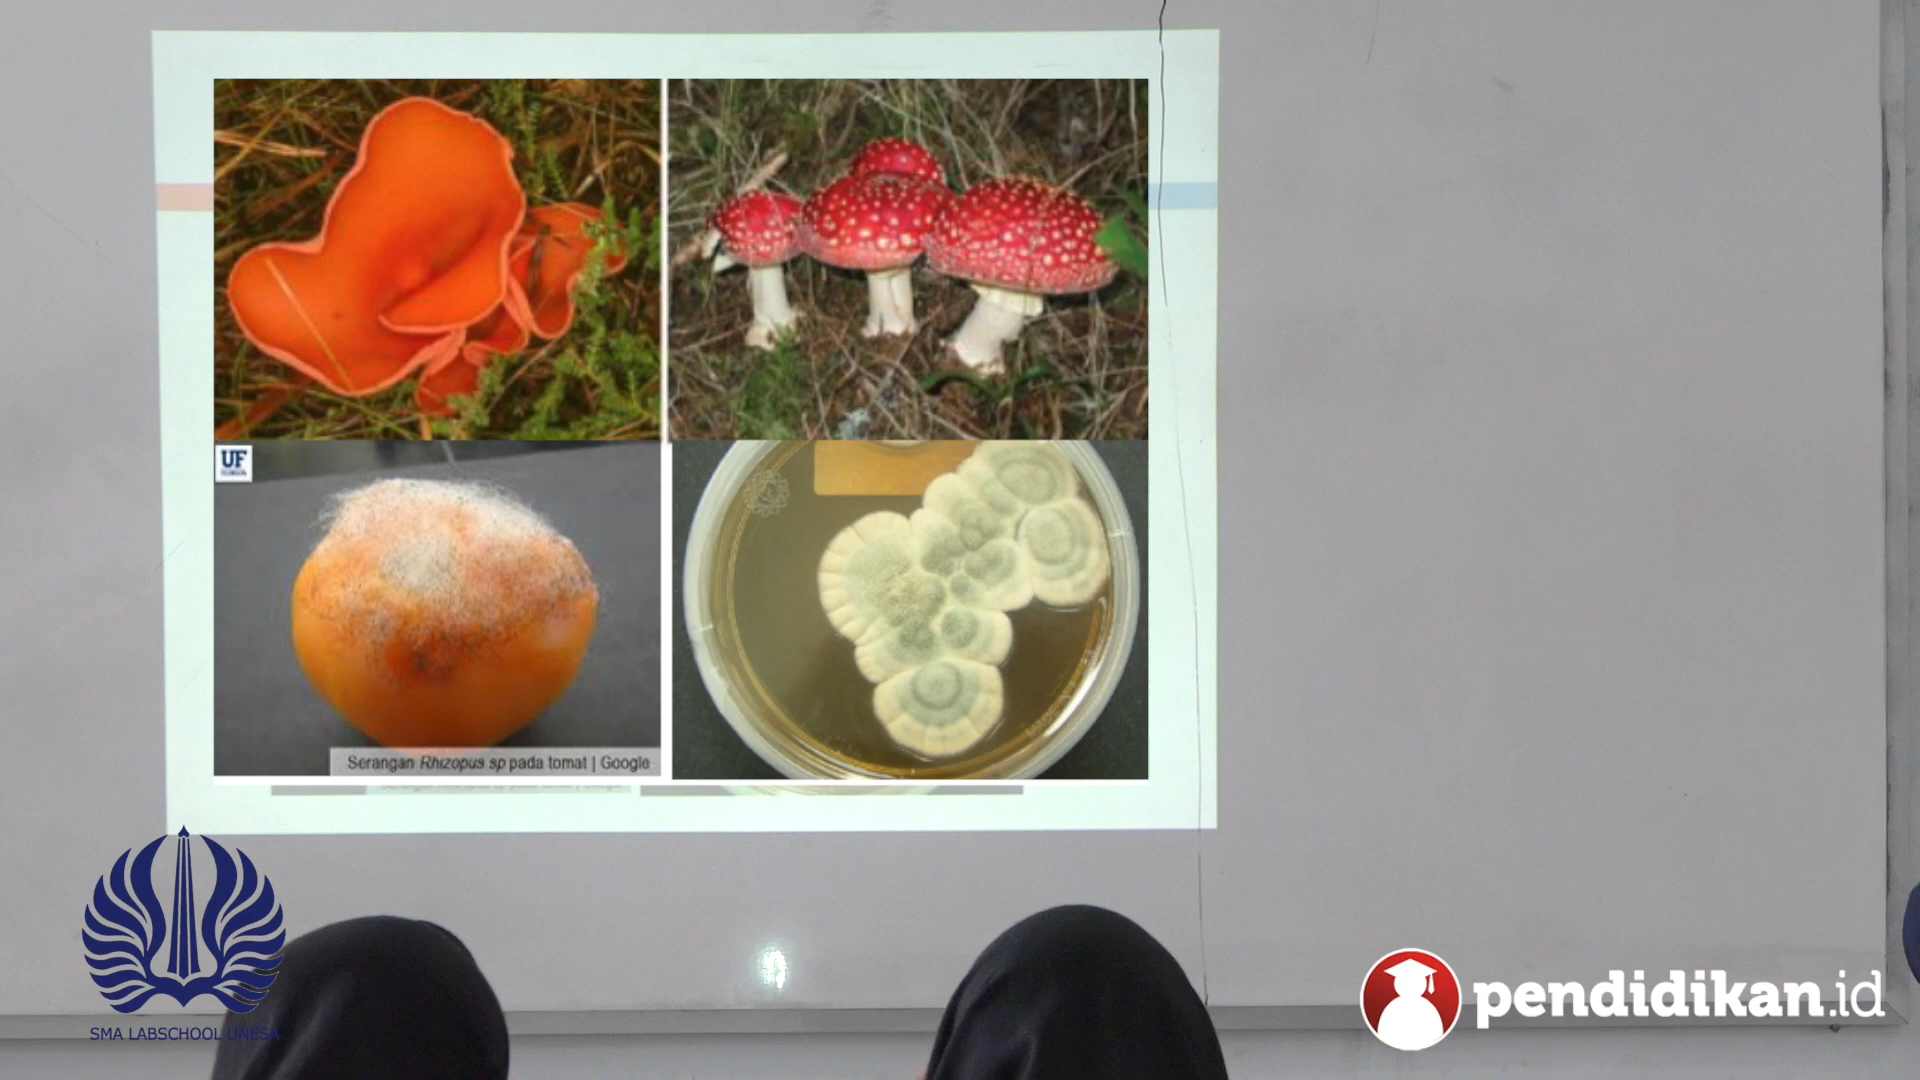 UF
Serangan Rhizopus sp pada tomat | Google
SMA LABSCHOOL UNESA
pendidikan.id